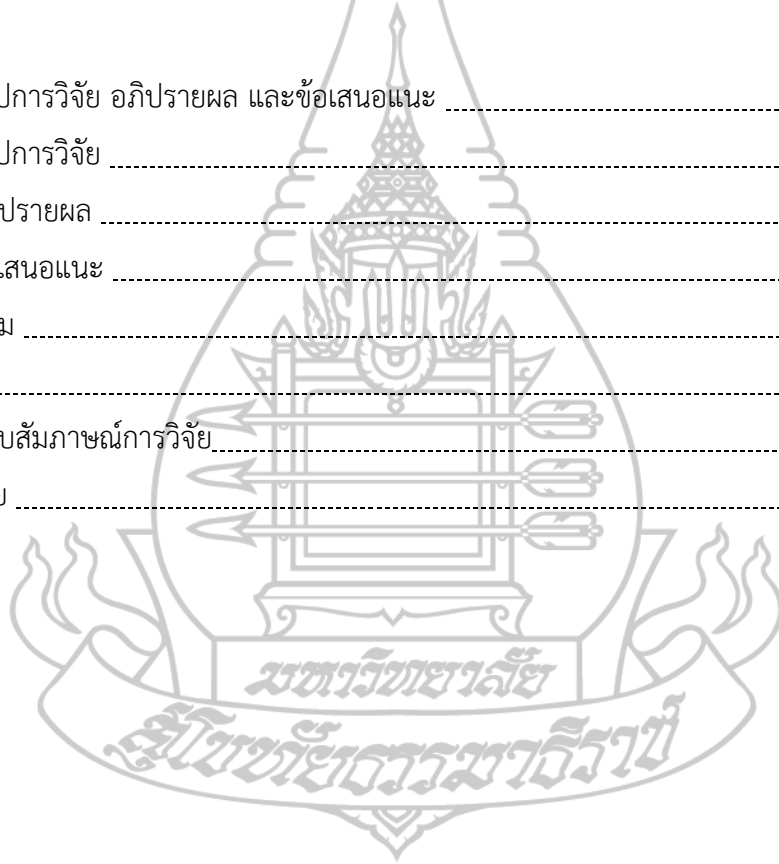 ปการวิจัย อภิปรายผล และข้อเสนอแนะ
ปการวิจัย
ปรายผล
เสนอแนะ
ม
บสัมภาษณ์การวิจัย
ย
มหาวิทยาลัย
สุโขทัยธรรมาธิราช